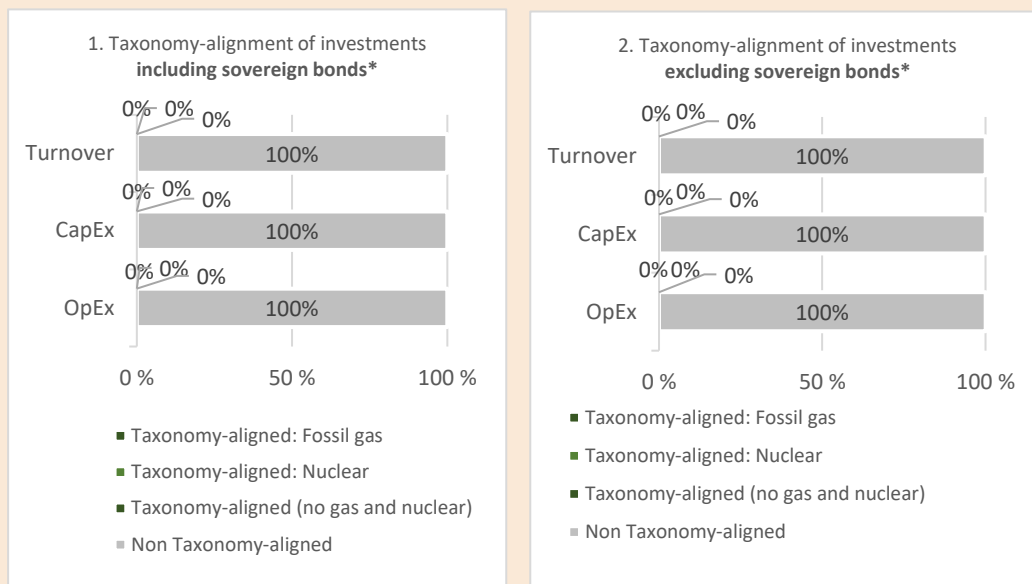 1. Taxonomy-alignment of investments
including sovereign bonds*
0% 0% 0%
Turnover 100%
0% 0% 0%
CapEx 100%
0% 0% 0%
OpEx 100%
0 % 50 % 100 %
Taxonomy-aligned: Fossil gas
Taxonomy-aligned: Nuclear
Taxonomy-aligned (no gas and nuclear)
Non Taxonomy-aligned
2. Taxonomy-alignment of investments
excluding sovereign bonds*
0% 0% 0%
Turnover 100%
0% 0% 0%
CapEx 100%
0% 0% 0%
OpEx 100%
0 % 50 % 100 %
Taxonomy-aligned: Fossil gas
Taxonomy-aligned: Nuclear
Taxonomy-aligned (no gas and nuclear)
Non Taxonomy-aligned